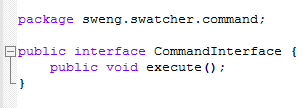 package sweng.swatcher.command;
public interface CommandInterface {
public void execute();
}